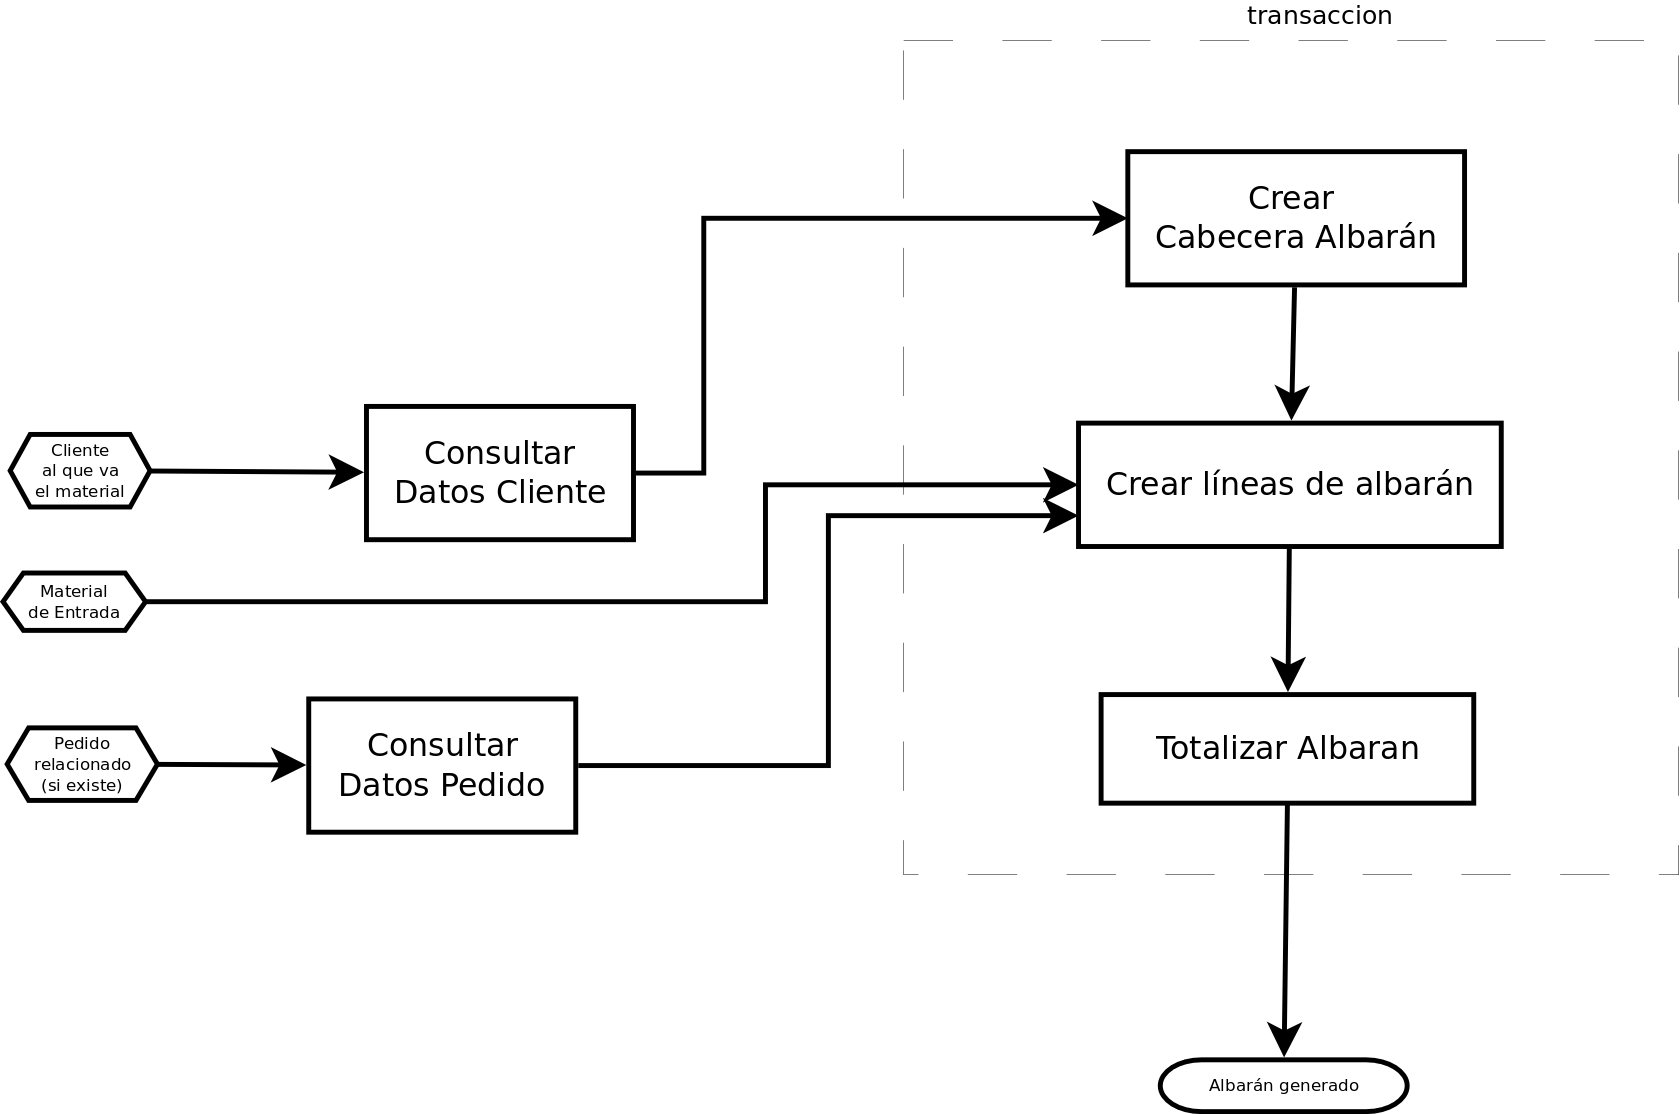 transaccion
Crear
Cabecera Albarán
Cliente
al que va
el material
Consultar
Datos Cliente
Crear líneas de albarán
Material
de Entrada
Pedido
relacionado
(si existe)
Consultar
Datos Pedido
Totalizar Albaran
Albarán generado